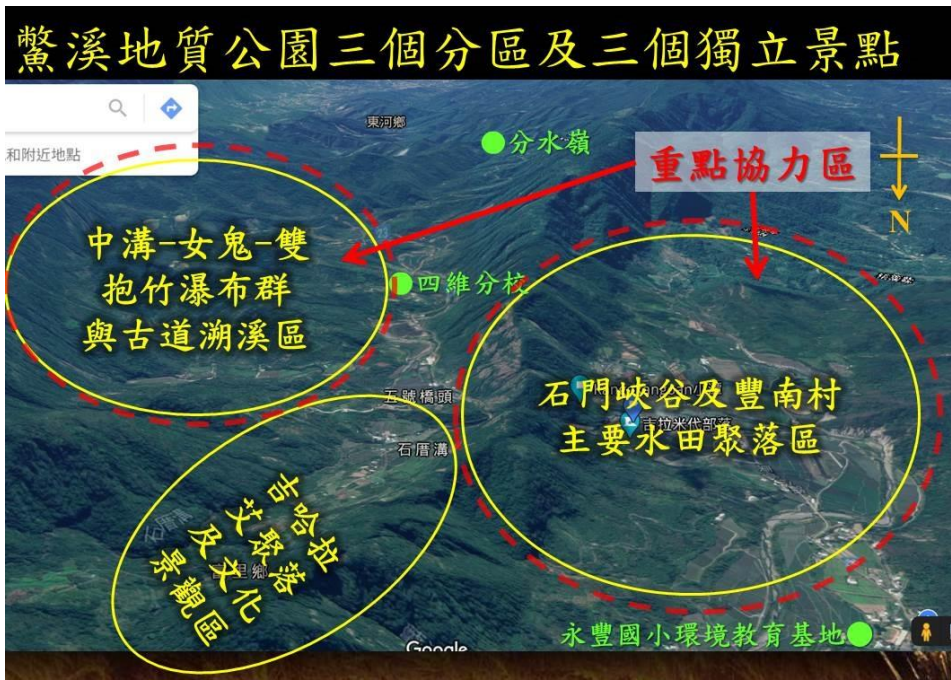 鱉溪地質公園三個分區及三個獨立景點
和附近地點
東河鄉
分水嶺
重點協力區
N
中溝-女鬼-雙
抱竹瀑布群
與古道溯溪區
四維分校
五號橋頭
石厝溝
石門峽谷及豐南村
吉拉米代部落
主要水田聚落區
吉哈拉
艾聚落
及文化
景觀區
富里鄉
永豐國小環境教育基地
Google